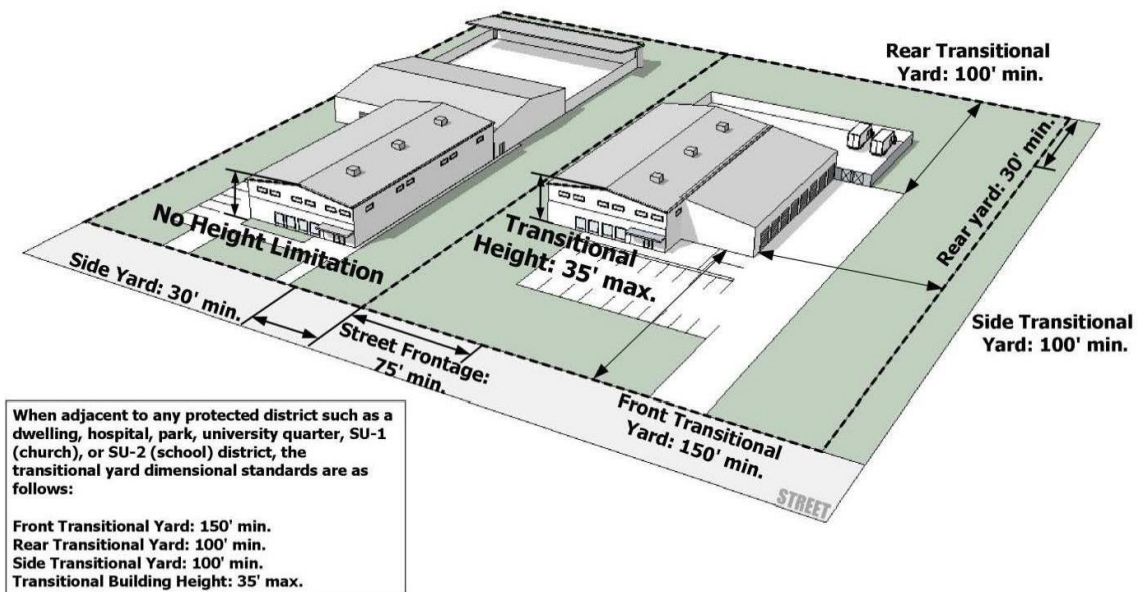 Rear Transitional
Yard: 100' min.
Rear yard: 30' min.
No Height Limitation
Transitional
Height: 35' max.
Side Yard: 30' min.
Street Frontage:
75' min.
Side Transitional
Yard: 100' min.
Front Transitional
Yard: 150' min.
STREET
When adjacent to any protected district such as a
dwelling, hospital, park, university quarter, SU-1
(church), or SU-2 (school) district, the
transitional yard dimensional standards are as
follows:
Front Transitional Yard: 150' min.
Rear Transitional Yard: 100' min.
Side Transitional Yard: 100' min.
Transitional Building Height: 35' max.